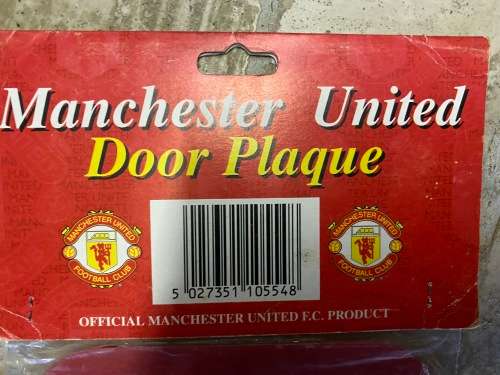 Manchester United
Door Plaque
MANCHESTER UNITED
FOOTBALL CLUB
MANCHESTER UNITED
FOOTBALL CLUB
5 027351 105548
OFFICIAL MANCHESTER UNITED F.C. PRODUCT